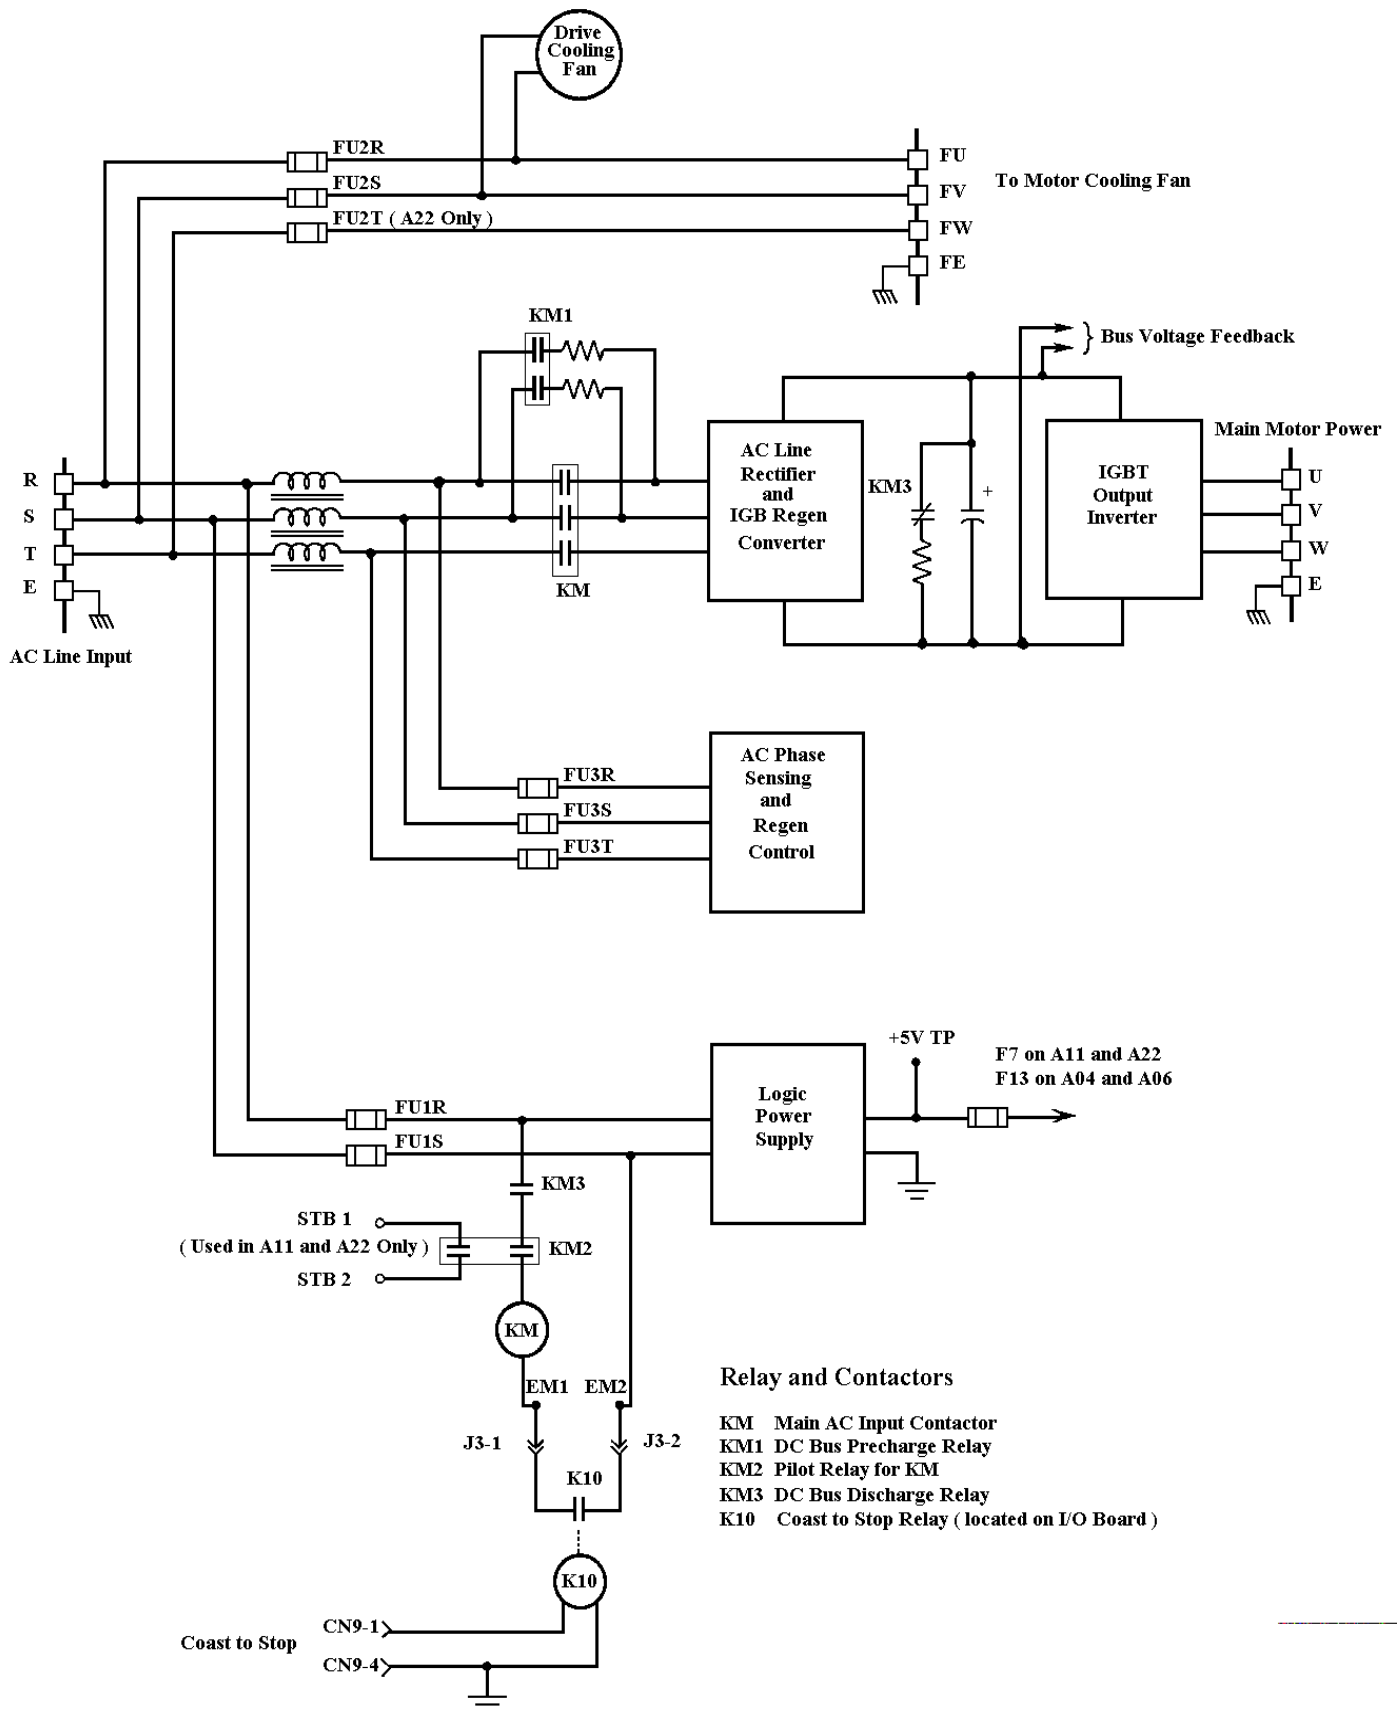 Drive
Cooling
Fan
FU2R
FU2S
FU2T ( A22 Only )
FU
FV
FW
FE
To Motor Cooling Fan
KM1
Bus Voltage Feedback
Main Motor Power
R
S
T
E
AC Line Input
KM
AC Line
Rectifier
and
IGB Regen
Converter
KM3
+
IGBT
Output
Inverter
U
V
W
E
AC Phase
Sensing
and
Regen
Control
FU3R
FU3S
FU3T
+5V TP
F7 on A11 and A22
F13 on A04 and A06
Logic
Power
Supply
FU1R
FU1S
KM3
STB 1
( Used in A11 and A22 Only )
KM2
STB 2
KM
EM1 EM2
J3-1 J3-2
K10
K10
Relay and Contactors
KM Main AC Input Contactor
KM1 DC Bus Precharge Relay
KM2 Pilot Relay for KM
KM3 DC Bus Discharge Relay
K10 Coast to Stop Relay ( located on I/O Board )
Coast to Stop
CN9-1
CN9-4